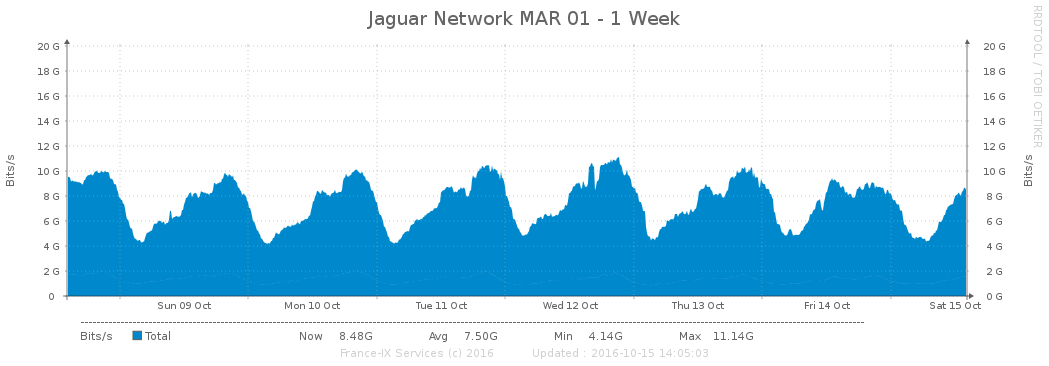 Jaguar Network MAR 01 - 1 Week
RRDTOOL / TOBI OETIKER
Bits/s
20 G 20 G
18 G 18 G
16 G 16 G
14 G 14 G
12 G 12 G
10 G 10 G
8 G 8 G
6 G 6 G
4 G 4 G
2 G 2 G
0 0 G
Bits/s
Sun 09 Oct Mon 10 Oct Tue 11 Oct Wed 12 Oct Thu 13 Oct Fri 14 Oct Sat 15 Oct
Bits/s Total Now 8.48G Avg 7.50G Min 4.14G Max 11.14G
France-IX Services (c) 2016 Updated : 2016-10-15 14:05:03